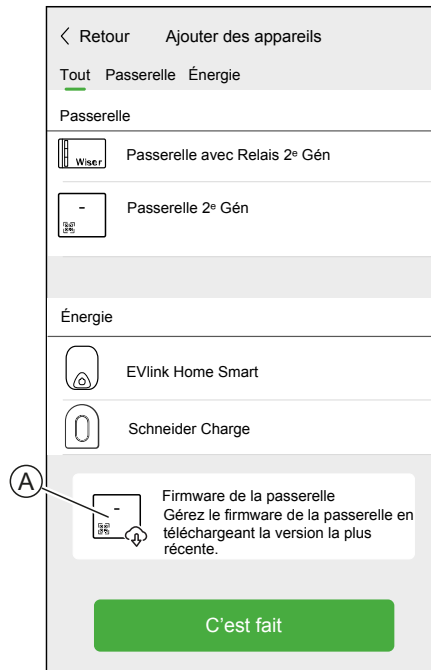 Retour Ajouter des appareils
Tout Passerelle Énergie
Passerelle
Wiser
Passerelle avec Relais 2ᵉ Gén
Passerelle 2ᵉ Gén
Énergie
EVlink Home Smart
Schneider Charge
A
Firmware de la passerelle
Gérez le firmware de la passerelle en
téléchargeant la version la plus
récente.
C'est fait